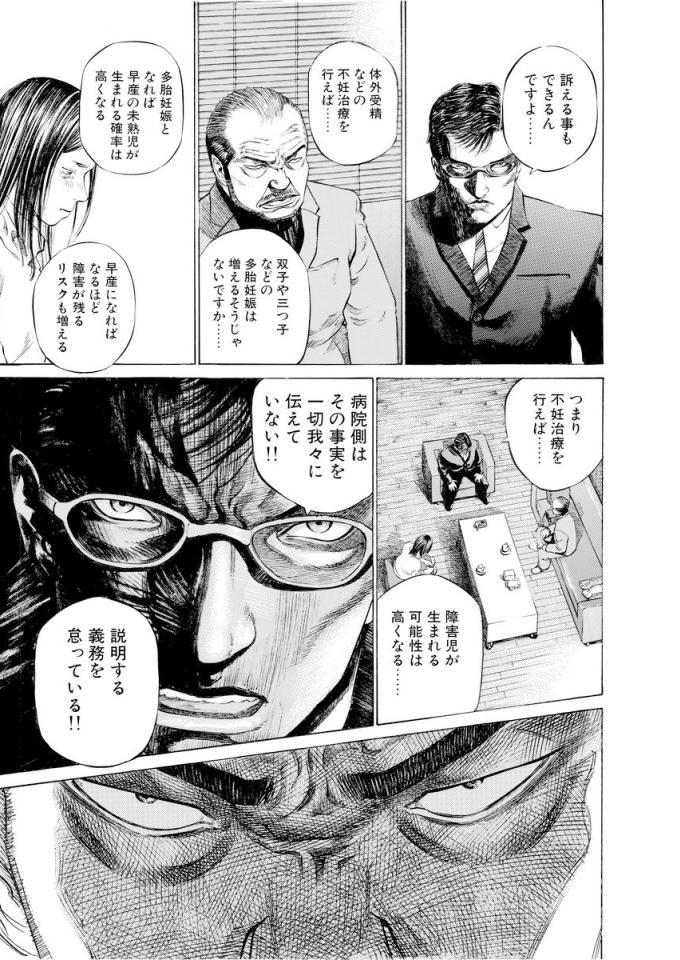 訴える事も
できるん
ですよ……
体外受精
などの
不妊治療を
行えば……
双子や三つ子
などの
多胎妊娠は
増えるそうじゃ
ないですか……
多胎妊娠と
なれば
早産の未熟児が
生まれる確率は
高くなる
早産になれば
なるほど
障害が残る
リスクも増える
つまり
不妊治療を
行えば……
障害児が
生まれる
可能性は
高くなる……
病院側は
その事実を
一切我々に
伝えて
いない!!
説明する
義務を
怠っている!!